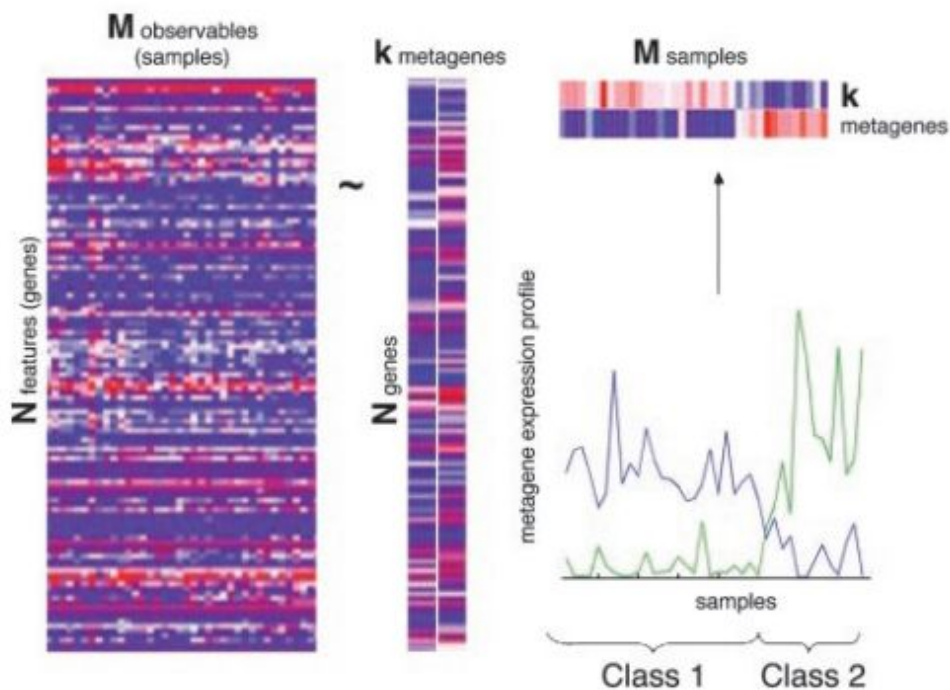 M observables
(samples)
N features (genes)
~
k metagenes
N genes
M samples
k
metagenes
metagene expression profile
samples
Class 1
Class 2